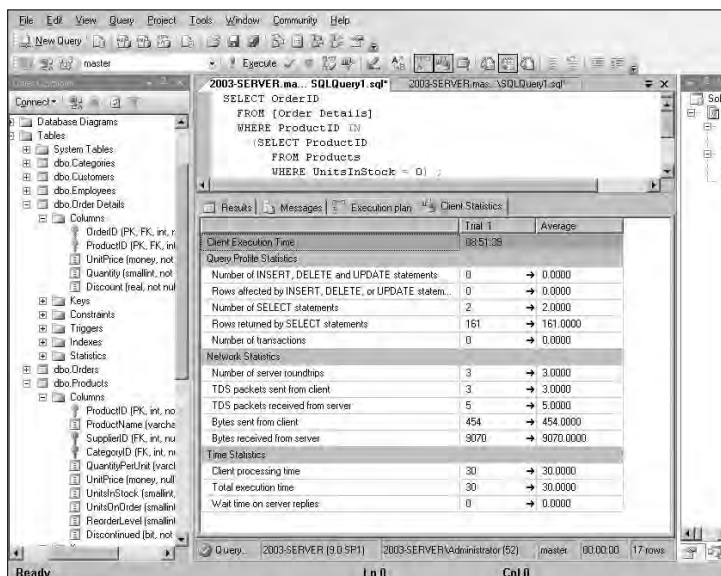 File Edit View Query Project Tools Window Community Help
New Query
master Execute
Connect
Database Diagrams
Tables
System Tables
dbo.Categories
dbo.Customers
dbo.Employees
dbo.Order Details
Columns
OrderID (PK, FK, int, r
ProductID (PK, FK, int
UnitPrice (money, not
Quantity (smallint, not
Discount (real, not nul
Keys
Constraints
Triggers
Indexes
Statistics
dbo.Orders
dbo.Products
Columns
ProductID (PK, int, no
ProductName (varcha
SupplierID (FK, int, nu
CategoryID (FK, int, n
QuantityPerUnit (varcl
UnitPrice (money, null
UnitsInStock (smallint,
UnitsOnOrder (smallint
ReorderLevel (smallint
Discontinued (bit, not
2003-SERVER.ma... SQLQuery1.sql* 2003-SERVER.mas...\SQLQuery1.sql*
SELECT OrderID
FROM [Order Details]
WHERE ProductID IN
(SELECT ProductID
FROM Products
WHERE UnitsInStock = 0) ;
Results Messages Execution plan Client Statistics
Trial 1 Average
Client Execution Time 08:51:39
Query Profile Statistics
Number of INSERT, DELETE and UPDATE statements 0 → 0.0000
Rows affected by INSERT, DELETE, or UPDATE statem... 0 → 0.0000
Number of SELECT statements 2 → 2.0000
Rows returned by SELECT statements 161 → 161.0000
Number of transactions 0 → 0.0000
Network Statistics
Number of server roundtrips 3 → 3.0000
TDS packets sent from client 3 → 3.0000
TDS packets received from server 5 → 5.0000
Bytes sent from client 454 → 454.0000
Bytes received from server 9070 → 9070.0000
Time Statistics
Client processing time 30 → 30.0000
Total execution time 30 → 30.0000
Wait time on server replies 0 → 0.0000
Query... 2003-SERVER (9.0 SP1) 2003-SERVER\Administrator (52) master 00:00:00 17 rows
Sol
Ready Ln 0 Col 0